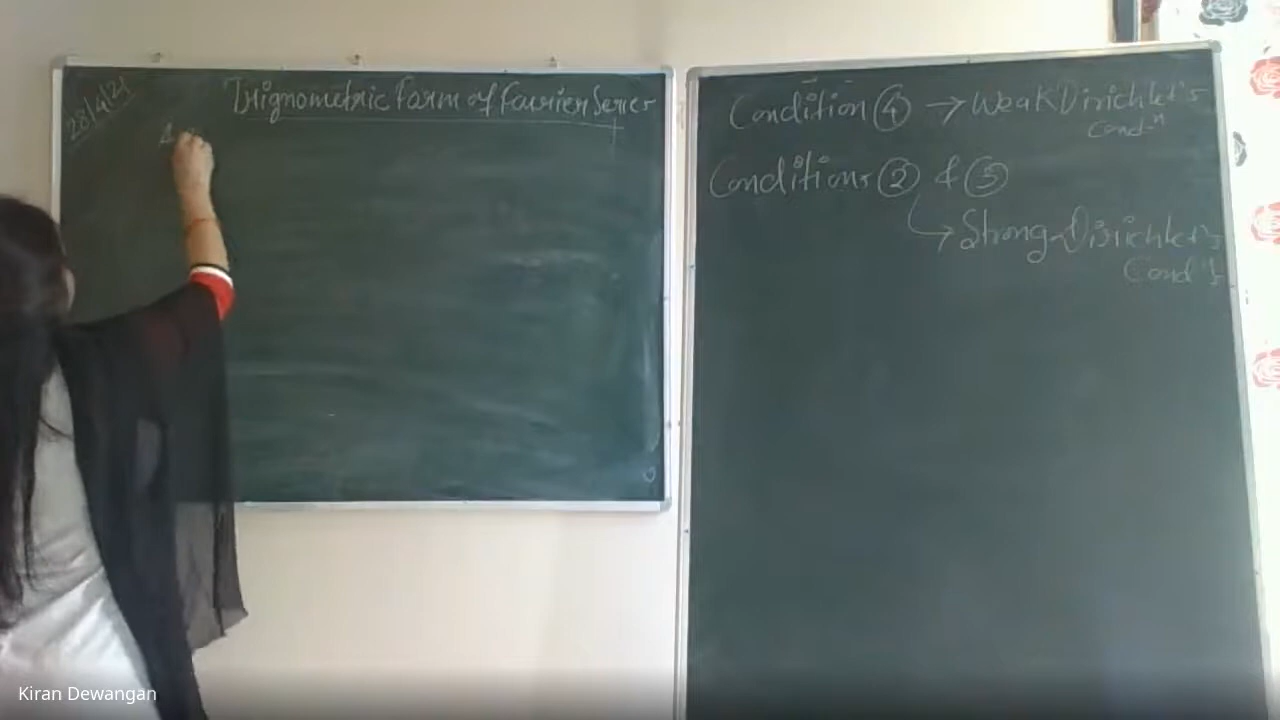 28/4/21
Trignometric form of Fourier Series
Condition ④ → Weak Dirichlet's
Cond-n
Conditions ② & ③
→ Strong-Dirichlet's
Cond
Kiran Dewangan